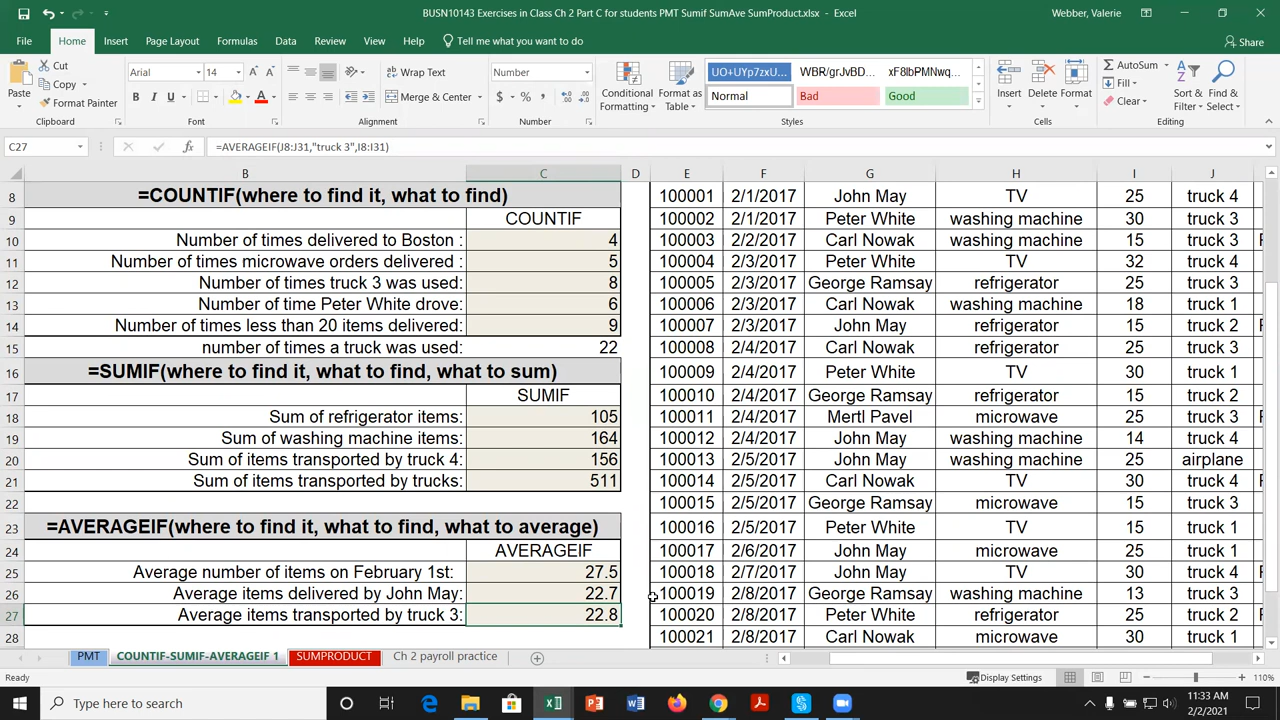 BUSN10143 Exercises in Class Ch 2 Part C for students PMT Sumif SumAve SumProduct.xlsx - Excel
Webber, Valerie
File Home Insert Page Layout Formulas Data Review View Help Tell me what you want to do Share
Paste Cut Copy Format Painter Clipboard
Arial 14 B I U A Font
Wrap Text Merge & Center Alignment
Number $ % , Number
Conditional Formatting Format as Table
UO+UYp7zxU... WBR/grJvBD... xF8lbPMNwq...
Normal Bad Good
Styles
Insert Delete Format Cells
AutoSum Fill Clear Sort & Filter Find & Select Editing
C27 fx =AVERAGEIF(J8:J31,"truck 3",I8:I31)
B C D E F G H I J
8 =COUNTIF(where to find it, what to find) 100001 2/1/2017 John May TV 25 truck 4
9 COUNTIF 100002 2/1/2017 Peter White washing machine 30 truck 3
10 Number of times delivered to Boston : 4 100003 2/2/2017 Carl Nowak washing machine 15 truck 3
11 Number of times microwave orders delivered : 5 100004 2/2/2017 Peter White TV 32 truck 4
12 Number of times truck 3 was used: 8 100005 2/3/2017 George Ramsay refrigerator 15 truck 3
13 Number of time Peter White drove: 6 100006 2/3/2017 Carl Nowak washing machine 18 truck 1
14 Number of times less than 20 items delivered: 9 100007 2/3/2017 John May refrigerator 15 truck 2
15 number of times a truck was used: 22 100008 2/3/2017 Carl Nowak refrigerator 25 truck 3
16 =SUMIF(where to find it, what to find, what to sum) 100009 2/4/2017 Peter White TV 30 truck 1
17 SUMIF 100010 2/4/2017 George Ramsay refrigerator 15 truck 2
18 Sum of refrigerator items: 105 100011 2/4/2017 Mertl Pavel microwave 25 truck 3
19 Sum of washing machine items: 164 100012 2/4/2017 John May washing machine 14 truck 4
20 Sum of items transported by truck 4: 156 100013 2/5/2017 John May washing machine 25 airplane
21 Sum of items transported by trucks: 511 100014 2/5/2017 Carl Nowak TV 30 truck 4
22 100015 2/5/2017 George Ramsay microwave 15 truck 3
23 =AVERAGEIF(where to find it, what to find, what to average) 100016 2/5/2017 Peter White TV 15 truck 1
24 AVERAGEIF 100017 2/6/2017 John May microwave 25 truck 1
25 Average number of items on February 1st: 27.5 100018 2/7/2017 John May TV 30 truck 4
26 Average items delivered by John May: 22.7 100019 2/8/2017 George Ramsay washing machine 13 truck 3
27 Average items transported by truck 3: 22.8 100020 2/8/2017 Peter White refrigerator 25 truck 2
28 100021 2/8/2017 Carl Nowak microwave 30 truck 1
PMT COUNTIF-SUMIF-AVERAGEIF 1 SUMPRODUCT Ch 2 payroll practice
Ready Display Settings 110%
Type here to search
11:33 AM
2/2/2021